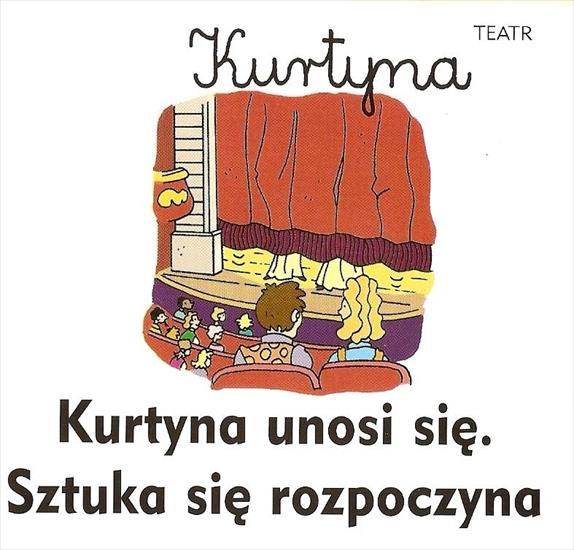 TEATR
Kurtyna
Kurtyna unosi się.
Sztuka się rozpoczyna